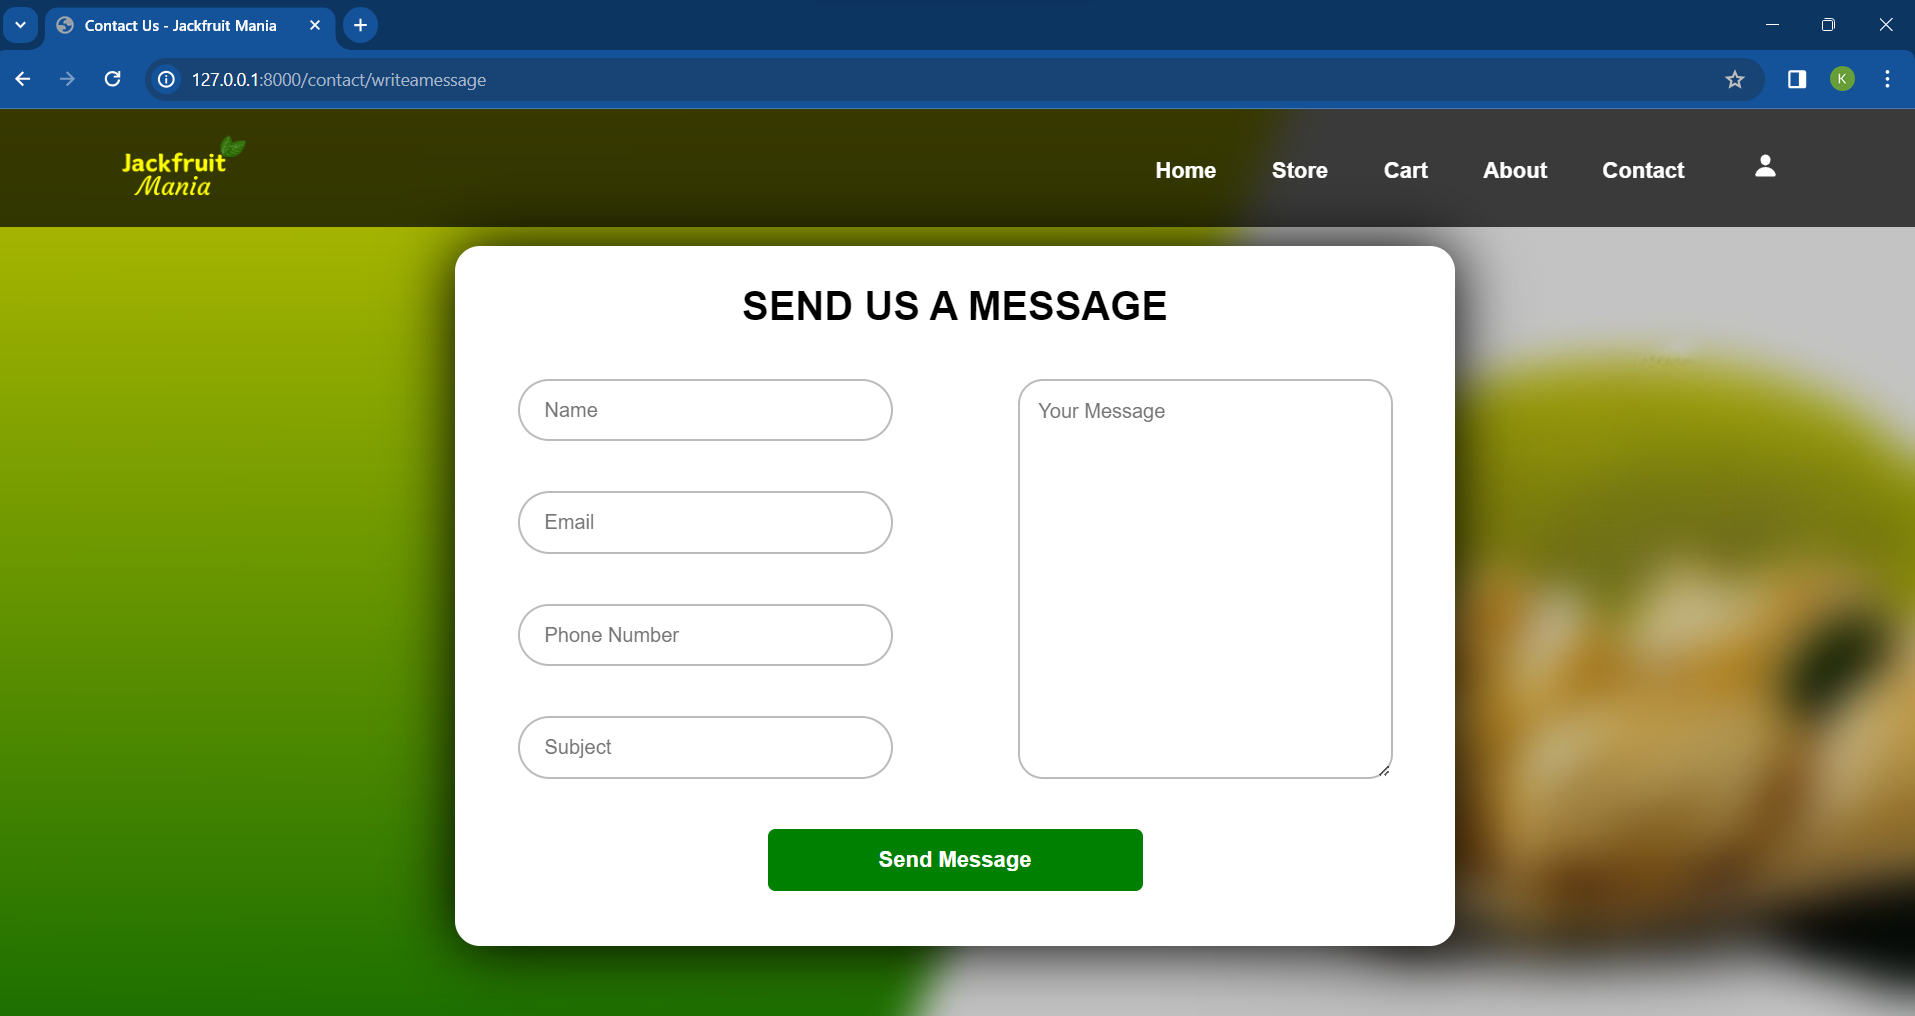 Contact Us - Jackfruit Mania
127.0.0.1:8000/contact/writeamessage
K
Jackfruit
Mania
Home Store Cart About Contact
SEND US A MESSAGE
Name
Your Message
Email
Phone Number
Subject
Send Message